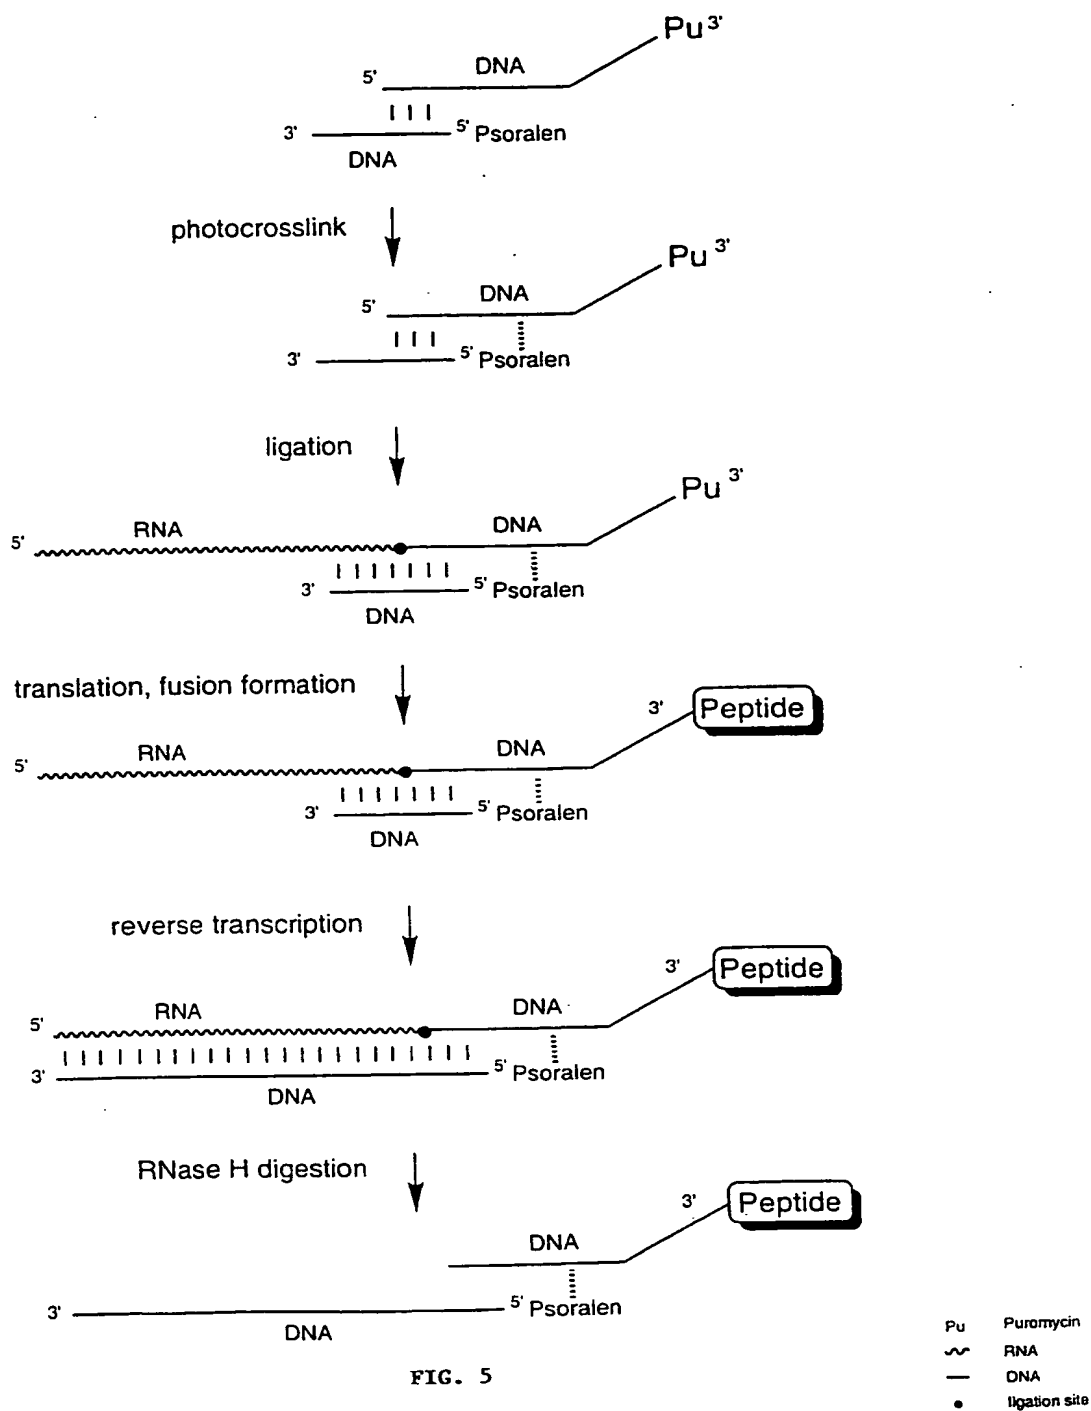 Pu 3'
5' DNA
3' 5' Psoralen
DNA
photocrosslink
Pu 3'
5' DNA
3' 5' Psoralen
ligation
Pu 3'
5' RNA DNA
3' 5' Psoralen
DNA
translation, fusion formation
3' Peptide
5' RNA DNA
3' 5' Psoralen
DNA
reverse transcription
3' Peptide
5' RNA DNA
3' 5' Psoralen
DNA
RNase H digestion
3' Peptide
DNA
3' 5' Psoralen
DNA
Pu Puromycin
RNA
DNA
ligation site
FIG. 5